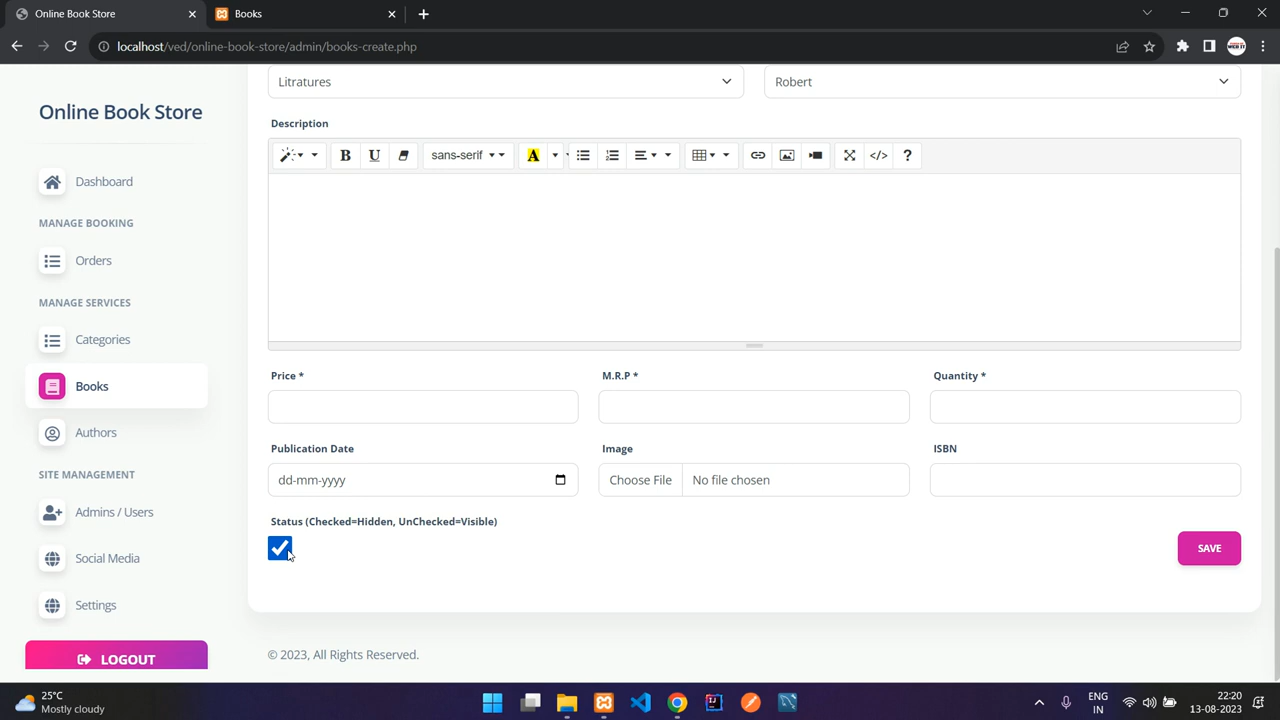 Online Book Store
Books
localhost/ved/online-book-store/admin/books-create.php
Online Book Store
Dashboard
MANAGE BOOKING
Orders
MANAGE SERVICES
Categories
Books
Authors
SITE MANAGEMENT
Admins / Users
Social Media
Settings
LOGOUT
Litratures
Robert
Description
B U sans-serif A </> ?
Price * M.R.P * Quantity *
Publication Date Image ISBN
dd-mm-yyyy Choose File No file chosen
Status (Checked=Hidden, UnChecked=Visible)
SAVE
© 2023, All Rights Reserved.
25°C
Mostly cloudy
ENG
IN
22:20
13-08-2023